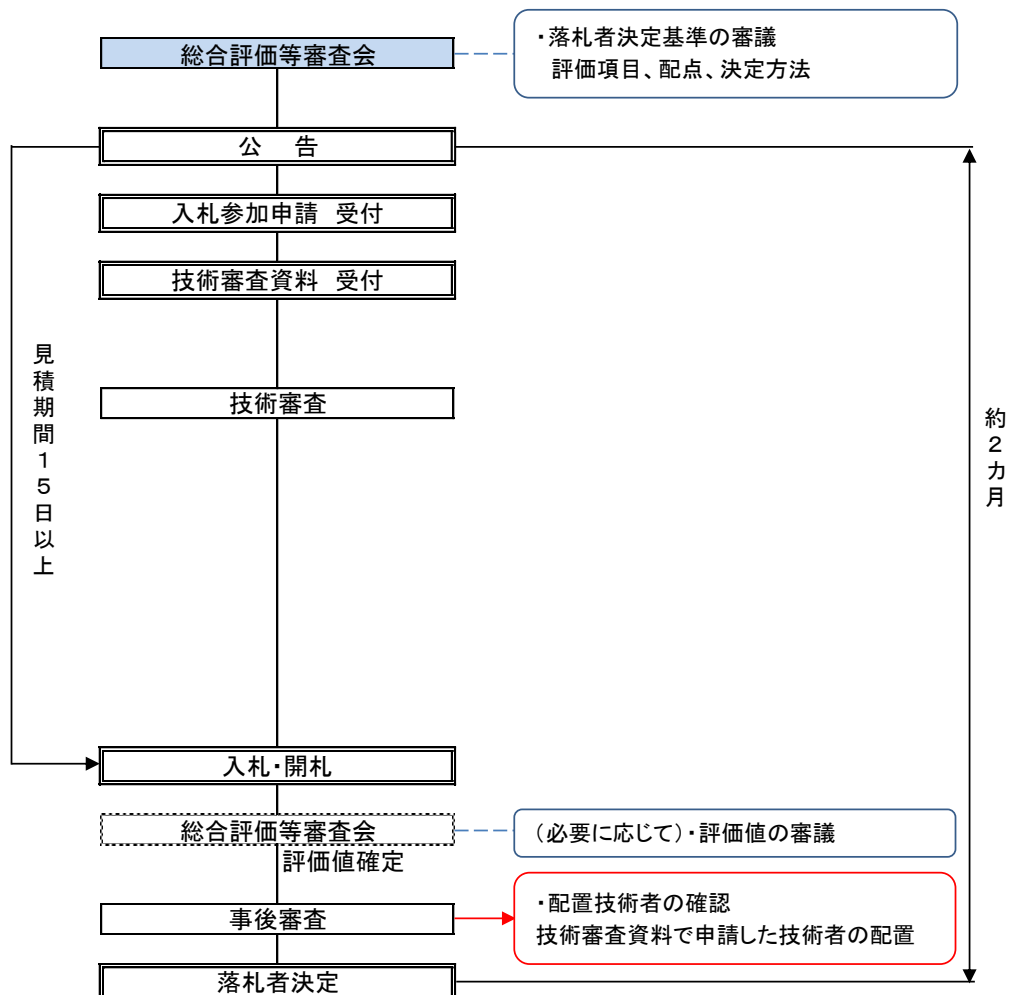 総合評価等審査会
・落札者決定基準の審議
評価項目、配点、決定方法
公　告
入札参加申請　受付
技術審査資料　受付
見積期間１５日以上
技術審査
約２カ月
入札・開札
総合評価等審査会
（必要に応じて）・評価値の審議
評価値確定
事後審査
・配置技術者の確認
技術審査資料で申請した技術者の配置
落札者決定